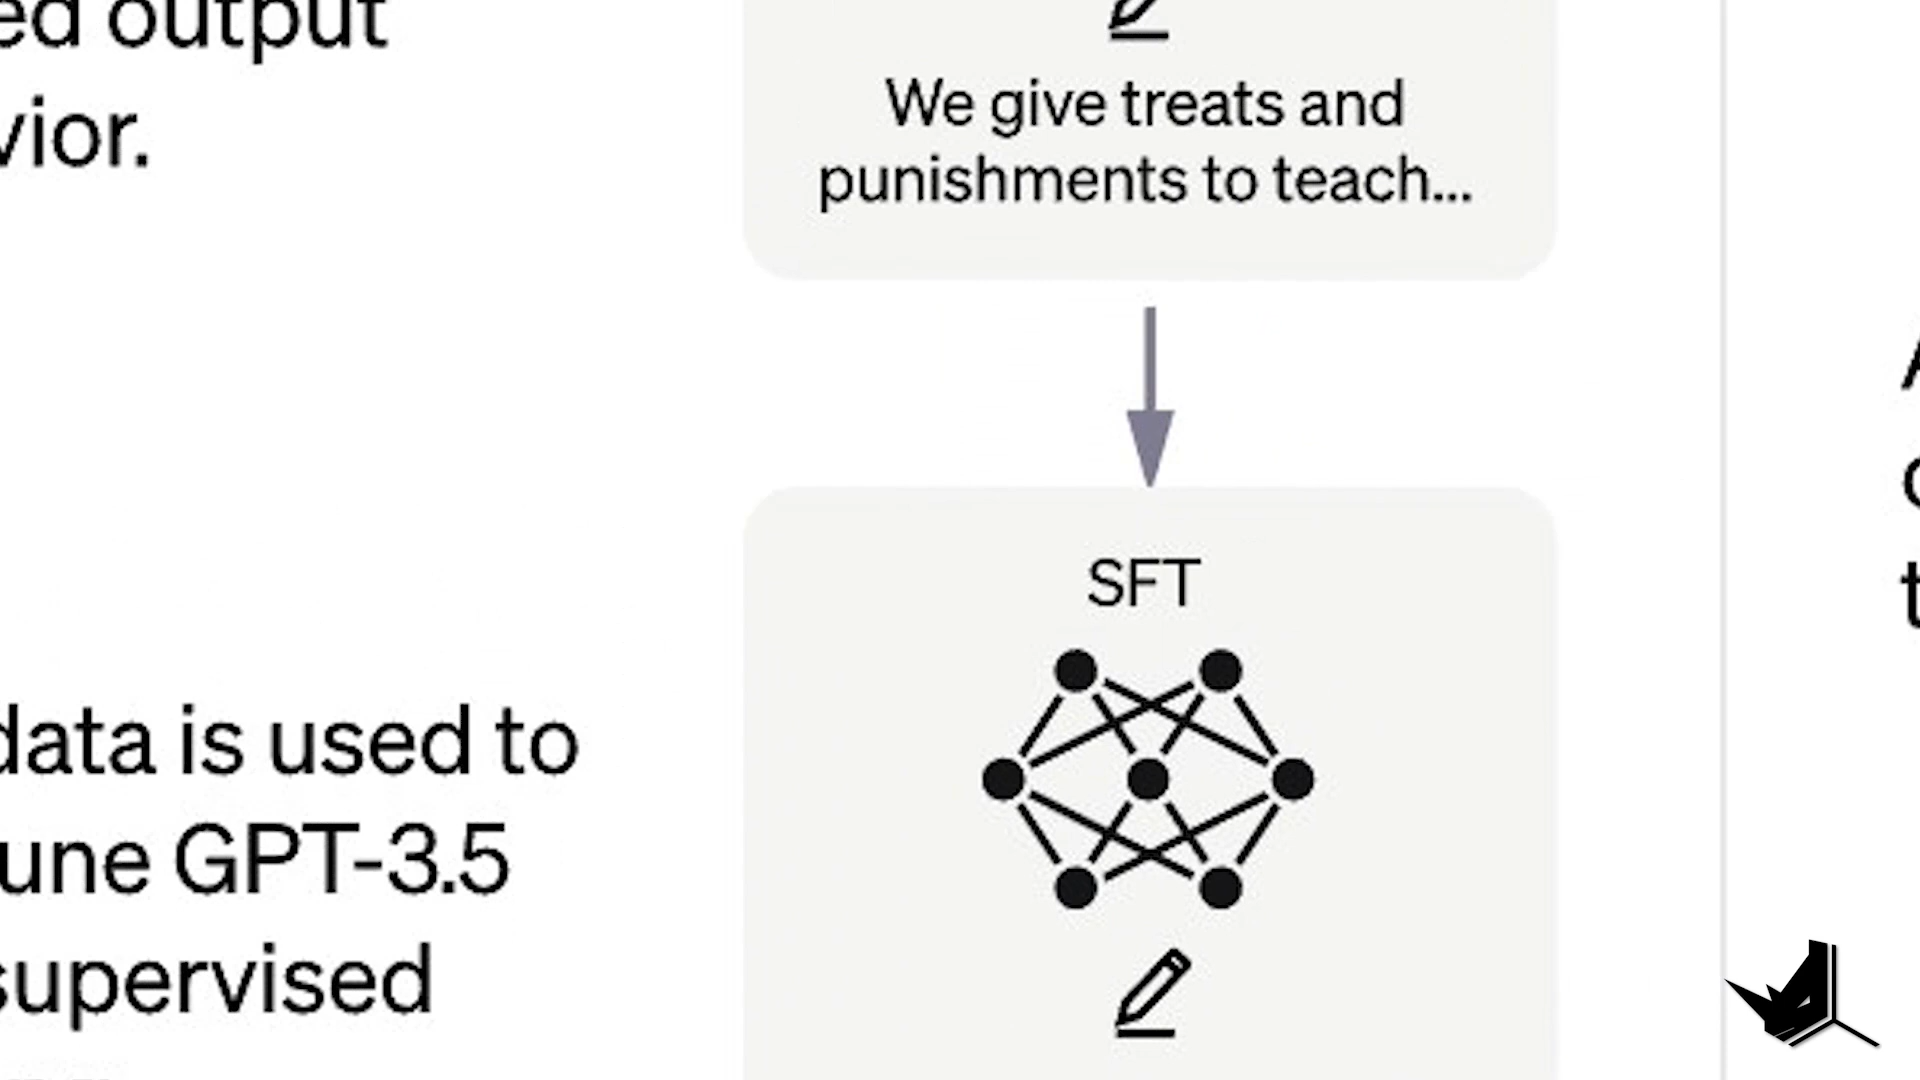 ed output
vior.
We give treats and
punishments to teach...
SFT
data is used to
une GPT-3.5
supervised